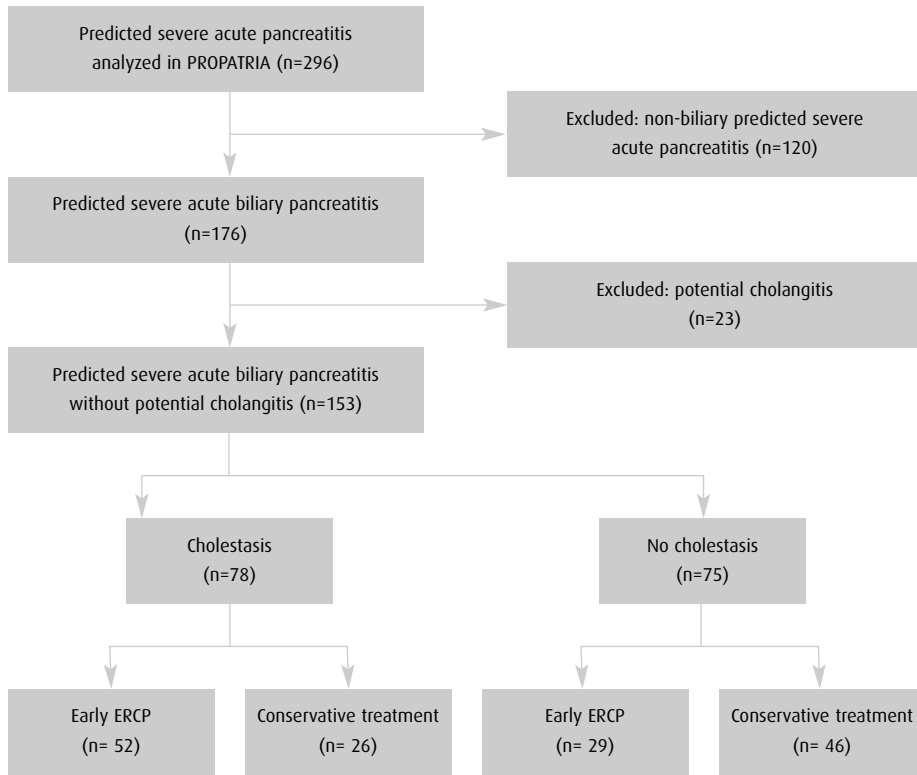 Predicted severe acute pancreatitis
analyzed in PROPATRIA (n=296)
Excluded: non-biliary predicted severe
acute pancreatitis (n=120)
Predicted severe acute biliary pancreatitis
(n=176)
Excluded: potential cholangitis
(n=23)
Predicted severe acute biliary pancreatitis
without potential cholangitis (n=153)
Cholestasis
(n=78)
No cholestasis
(n=75)
Early ERCP
(n= 52)
Conservative treatment
(n= 26)
Early ERCP
(n= 29)
Conservative treatment
(n= 46)